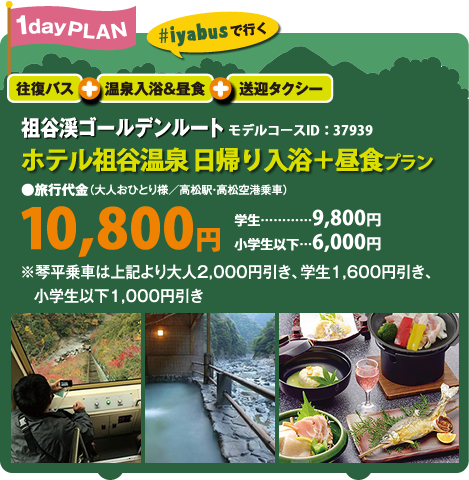 1day PLAN
#iyabusで行く
往復バス + 温泉入浴&昼食 + 送迎タクシー
祖谷渓ゴールデンルート モデルコースID：37939
ホテル祖谷温泉 日帰り入浴＋昼食プラン
●旅行代金（大人おひとり様／高松駅・高松空港乗車）
10,800円
学生…………9,800円
小学生以下…6,000円
※琴平乗車は上記より大人2,000円引き、学生1,600円引き、
小学生以下1,000円引き